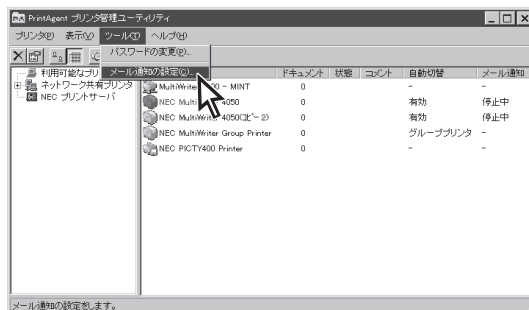 PrintAgent プリンタ管理ユーティリティ
プリンタ(P) 表示(V) ツール(T) ヘルプ(H)
パスワードの変更(P)...
メール通知の設定(C)...
利用可能なプリ
ネットワーク共有プリンタ
NEC プリントサーバ
ドキュメント 状態 コメント 自動切替 メール通知
MultiWriter 00 - MINT 0 - -
NEC Multi 4050 0 有効 停止中
NEC MultiWriter 4050(コピー 2) 0 有効 停止中
NEC MultiWriter Group Printer 0 グループプリンタ -
NEC PICTY400 Printer 0 - -
メール通知の設定をします。